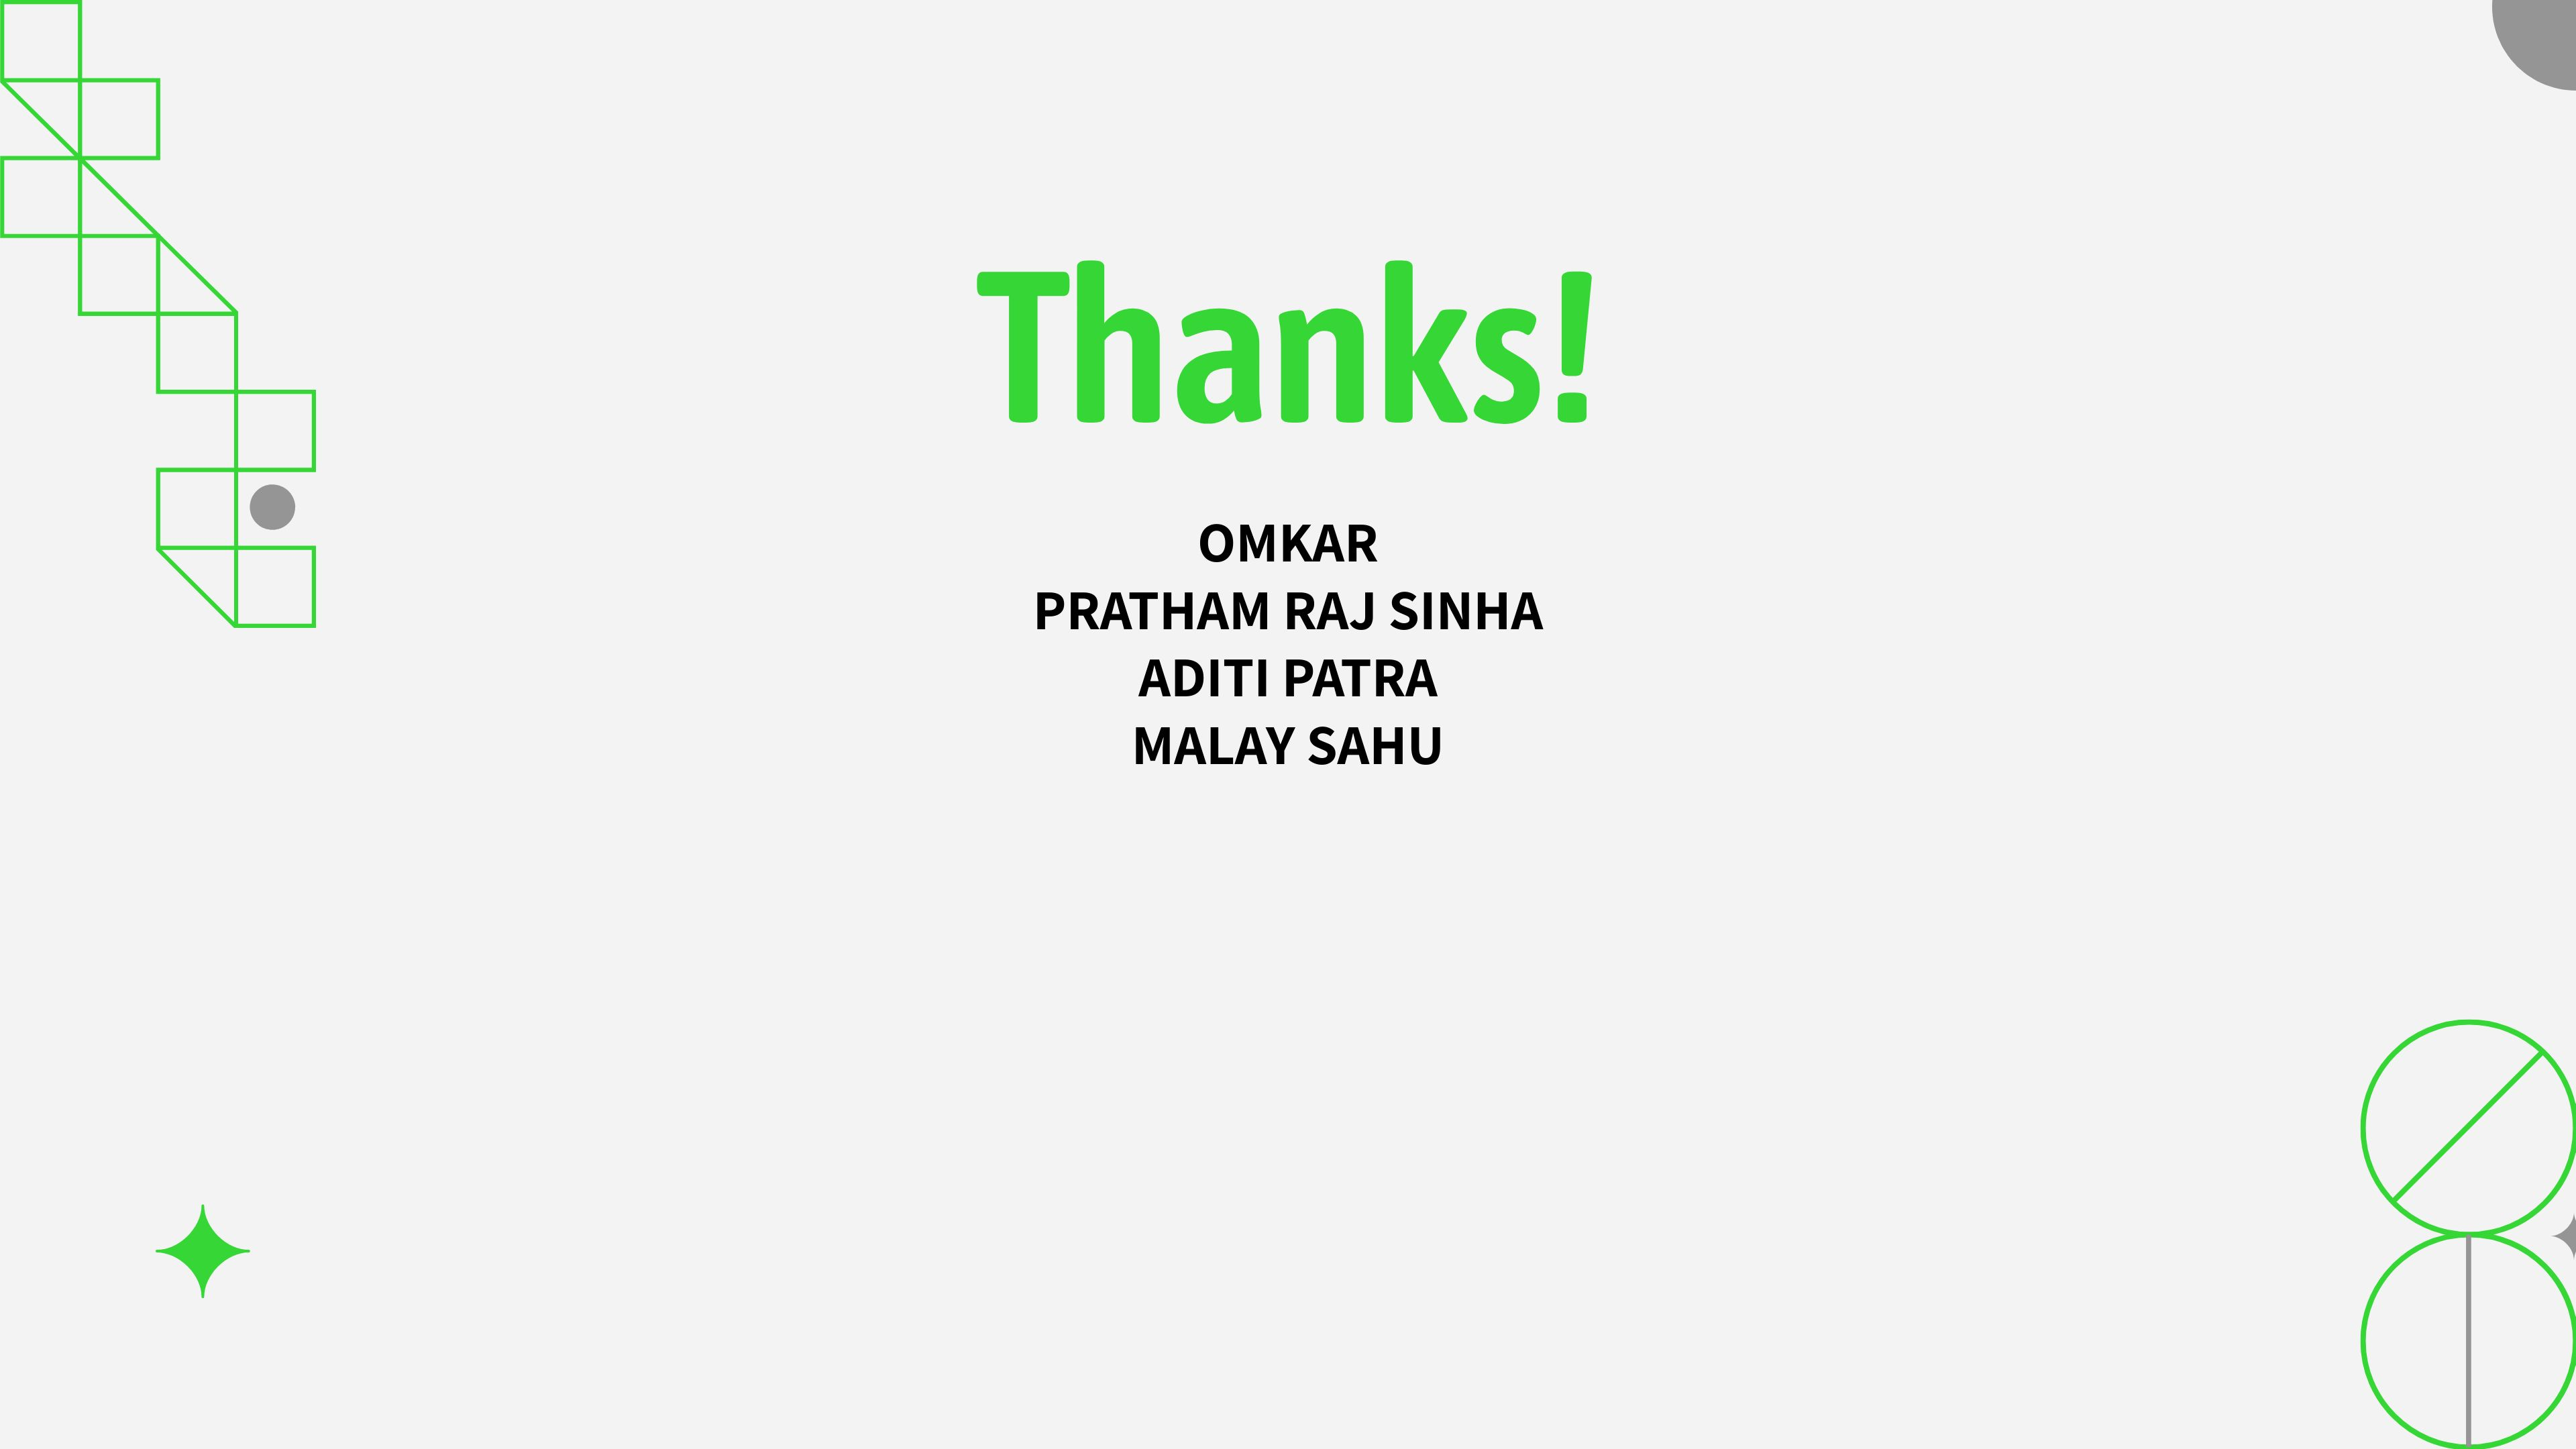 Thanks!
OMKAR
PRATHAM RAJ SINHA
ADITI PATRA
MALAY SAHU